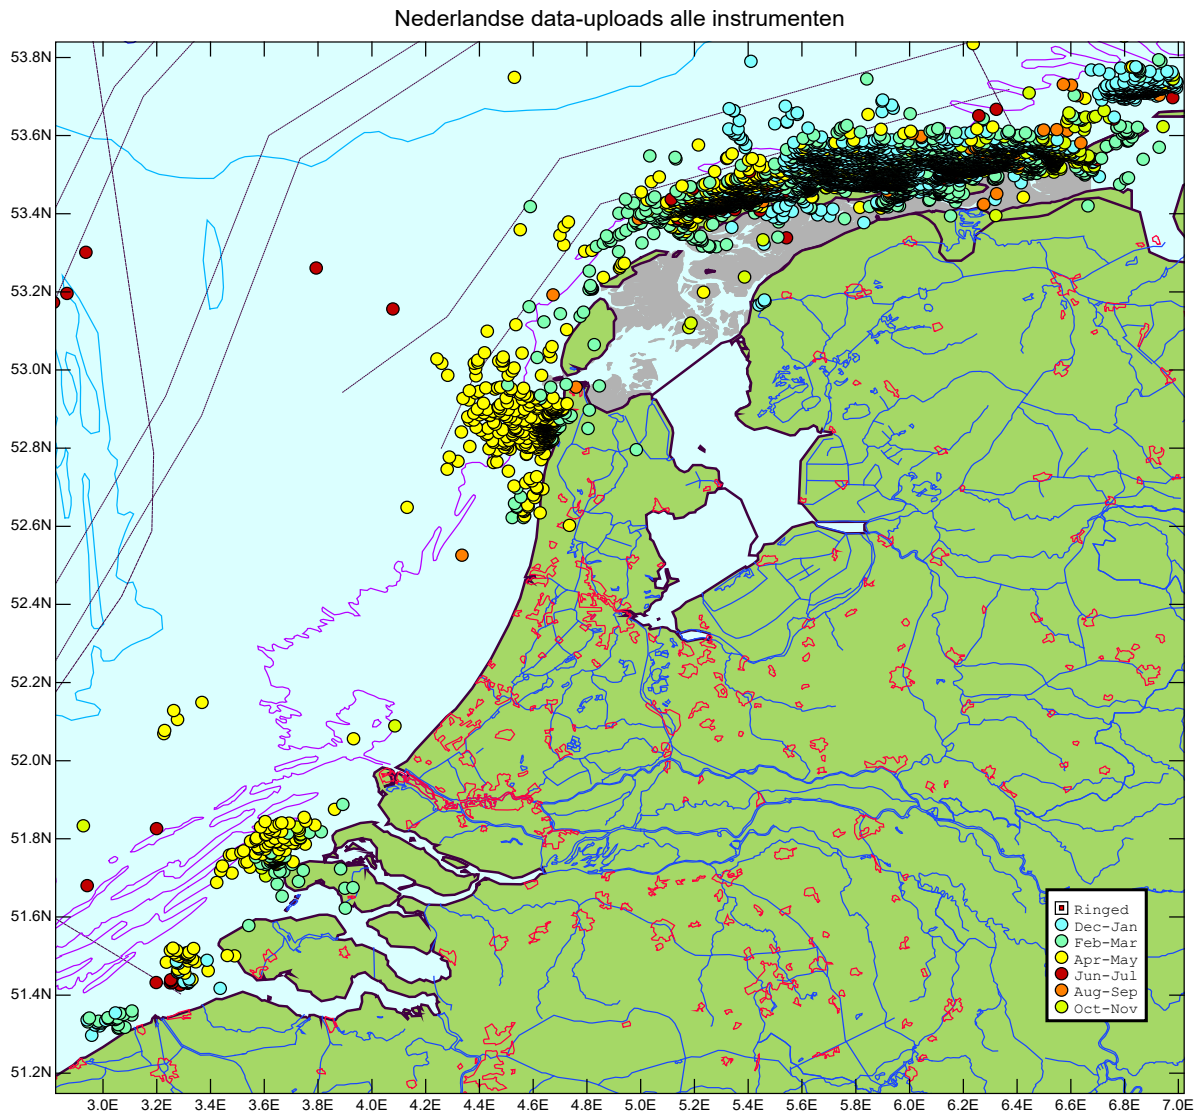 Nederlandse data-uploads alle instrumenten
53.8N
53.6N
53.4N
53.2N
53.0N
52.8N
52.6N
52.4N
52.2N
52.0N
51.8N
51.6N
51.4N
51.2N
Ringed
Dec-Jan
Feb-Mar
Apr-May
Jun-Jul
Aug-Sep
Oct-Nov
3.0E 3.2E 3.4E 3.6E 3.8E 4.0E 4.2E 4.4E 4.6E 4.8E 5.0E 5.2E 5.4E 5.6E 5.8E 6.0E 6.2E 6.4E 6.6E 6.8E 7.0E